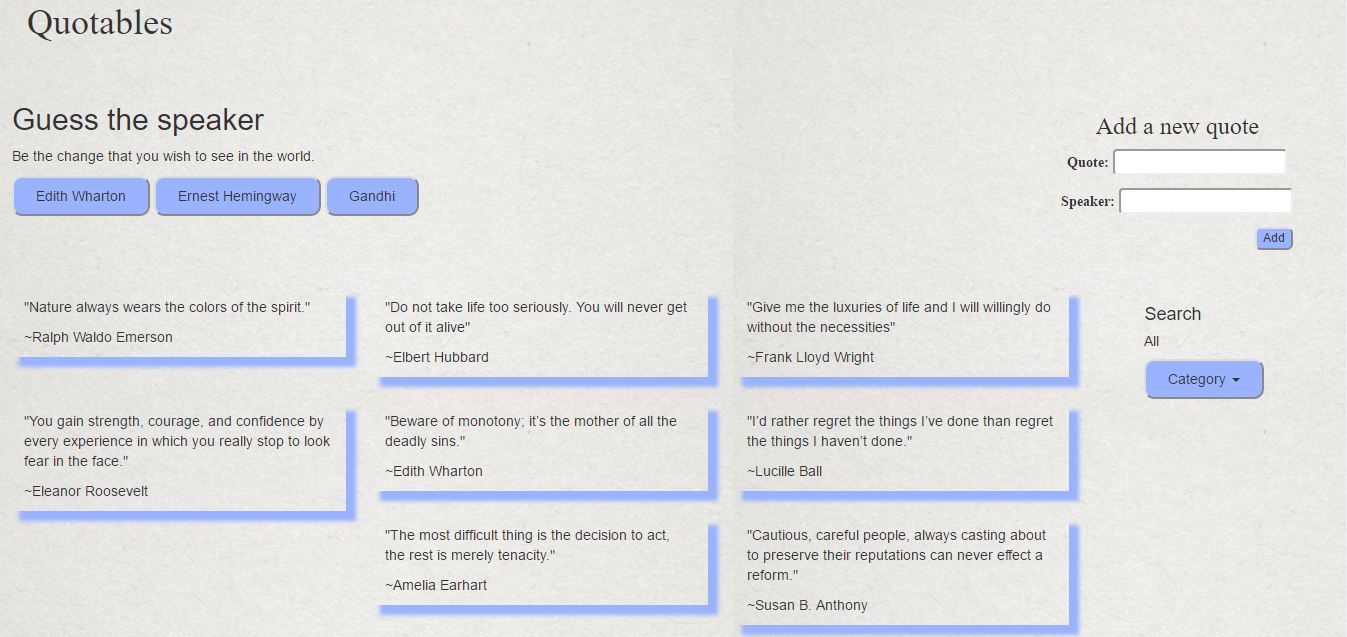 Quotables
Guess the speaker
Be the change that you wish to see in the world.
Edith Wharton
Ernest Hemingway
Gandhi
Add a new quote
Quote:
Speaker:
Add
"Nature always wears the colors of the spirit."
~Ralph Waldo Emerson
"Do not take life too seriously. You will never get
out of it alive"
~Elbert Hubbard
"Give me the luxuries of life and I will willingly do
without the necessities"
~Frank Lloyd Wright
Search
All
Category
"You gain strength, courage, and confidence by
every experience in which you really stop to look
fear in the face."
~Eleanor Roosevelt
"Beware of monotony; it’s the mother of all the
deadly sins."
~Edith Wharton
"I’d rather regret the things I’ve done than regret
the things I haven’t done."
~Lucille Ball
"The most difficult thing is the decision to act,
the rest is merely tenacity."
~Amelia Earhart
"Cautious, careful people, always casting about
to preserve their reputations can never effect a
reform."
~Susan B. Anthony